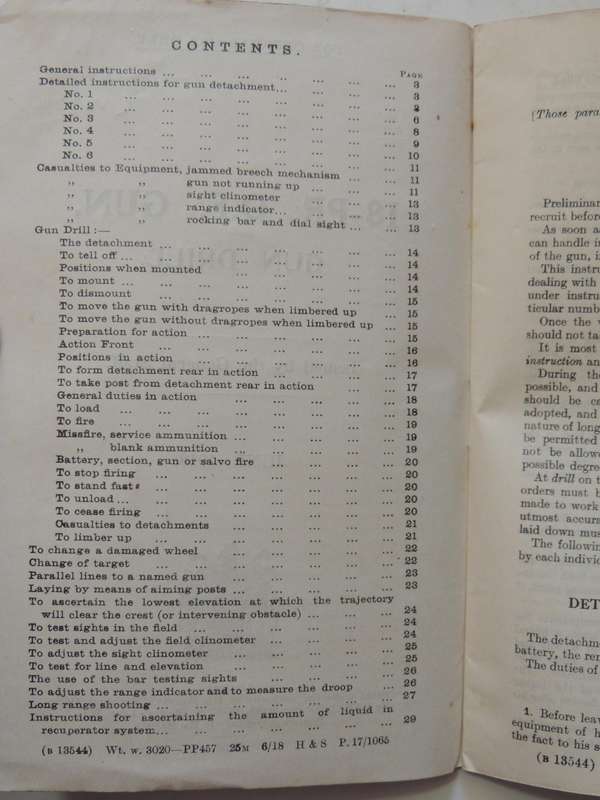 CONTENTS.
PAGE
General instructions ... ... ... ... ... ... ... 3
Detailed instructions for gun detachment... ... ... ... 3
No. 1 ... ... ... ... ... ... ... ...
No. 2 ... ... ... ... ... ... ... ... 6
No. 3 ... ... ... ... ... ... ... ... 8
No. 4 ... ... ... ... ... ... ... ... 9
No. 5 ... ... ... ... ... ... ... ... 10
No. 6 ... ... ... ... ... ... ... ... 11
Casualties to Equipment, jammed breech mechanism ... ... 11
„ „ gun not running up ... ... ... 11
„ „ sight clinometer ... ... ... 13
„ „ range indicator... ... ... ... 13
„ „ rocking bar and dial sight ... ... 13
Gun Drill :—
The detachment ... ... ... ... ... ... ... 14
To tell off ... ... ... ... ... ... ... ... 14
Positions when mounted ... ... ... ... ... 14
To mount ... ... ... ... ... ... ... ... 14
To dismount ... ... ... ... ... ... ... 15
To move the gun with dragropes when limbered up ... 15
To move the gun without dragropes when limbered up ... 15
Preparation for action ... ... ... ... ... ... 15
Action Front ... ... ... ... ... ... ... 16
Positions in action ... ... ... ... ... ... 16
To form detachment rear in action ... ... ... ... 17
To take post from detachment rear in action ... ... 17
General duties in action ... ... ... ... ... 18
To load ... ... ... ... ... ... ... ... 18
To fire ... ... ... ... ... ... ... ... 19
Missfire, service ammunition ... ... ... ... ... 19
„ blank ammunition ... ... ... ... ... 19
Battery, section, gun or salvo fire ... ... ... ... 20
To stop firing ... ... ... ... ... ... ... 20
To stand fast ... ... ... ... ... ... ... 20
To unload ... ... ... ... ... ... ... ... 20
To cease firing ... ... ... ... ... ... ... 20
Casualties to detachments ... ... ... ... ... 21
To limber up ... ... ... ... ... ... ... 21
To change a damaged wheel ... ... ... ... ... 22
Change of target ... ... ... ... ... ... ... 22
Parallel lines to a named gun ... ... ... ... ... 23
Laying by means of aiming posts ... ... ... ... ... 23
To ascertain the lowest elevation at which the trajectory
will clear the crest (or intervening obstacle) ... ... ... 24
To test sights in the field ... ... ... ... ... ... 24
To test and adjust the field clinometer ... ... ... ... 24
To adjust the sight clinometer ... ... ... ... ... 25
To test for line and elevation ... ... ... ... ... 25
The use of the bar testing sights ... ... ... ... 26
To adjust the range indicator and to measure the droop ... 26
Long range shooting ... ... ... ... ... ... ... 27
Instructions for ascertaining the amount of liquid in
recuperator system... ... ... ... ... ... ... 29
(B 13544) Wt. w. 3020—PP457 25M 6/18 H & S P. 17/1065
[Those para
Preliminar
recruit before
As soon a
can handle i
of the gun, i
This instru
dealing with
under instru
ticular numb
Once the
should not ta
It is most
instruction an
During the
possible, and
should be ca
adopted, and
nature of long
be permitted
not be allowe
possible degre
At drill on t
orders must b
made to work
utmost accura
laid down mus
The following
by each individ
DET
The detachme
battery, the rem
The duties of
1. Before leav
equipment of h
the fact to his s
(B 13544)